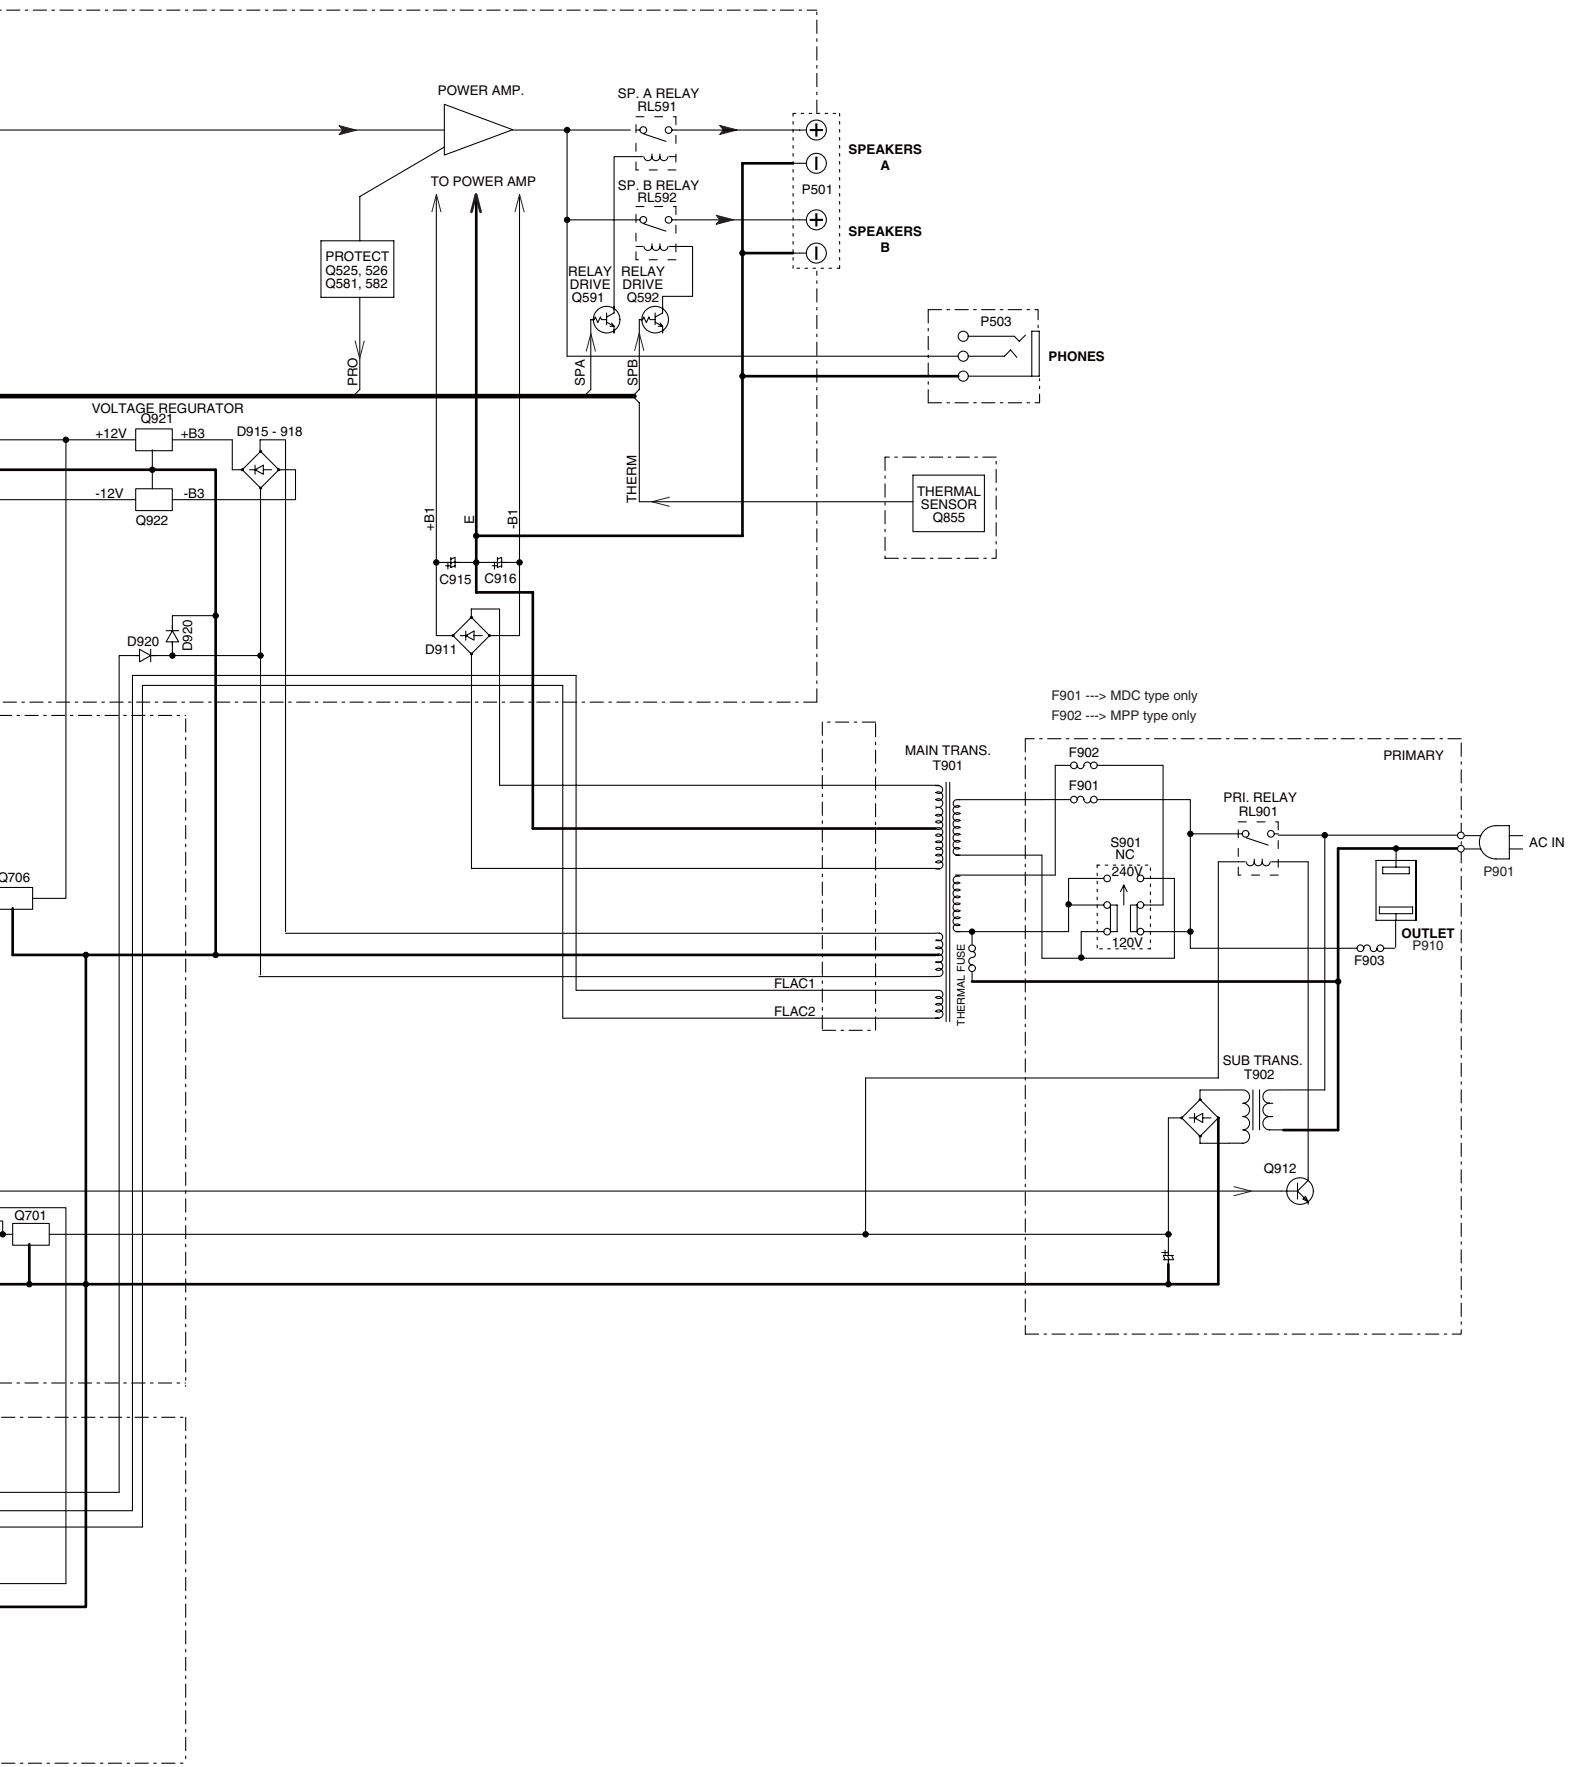 POWER AMP.
SP. A RELAY
RL591
SPEAKERS
A
TO POWER AMP
SP. B RELAY
RL592
P501
SPEAKERS
B
PROTECT
Q525, 526
Q581, 582
RELAY
DRIVE
Q591
RELAY
DRIVE
Q592
P503
PHONES
PRO
SPA
SPB
VOLTAGE REGURATOR
Q921
+12V
+B3
D915 - 918
-12V
-B3
Q922
THERM
THERMAL
SENSOR
Q855
+B1
E
-B1
C915
C916
D920
D920
D911
F901 ---> MDC type only
F902 ---> MPP type only
MAIN TRANS.
T901
F902
PRIMARY
F901
PRI. RELAY
RL901
S901
NC
240V
120V
AC IN
P901
Q706
OUTLET
P910
F903
THERMAL FUSE
FLAC1
FLAC2
SUB TRANS.
T902
Q912
Q701